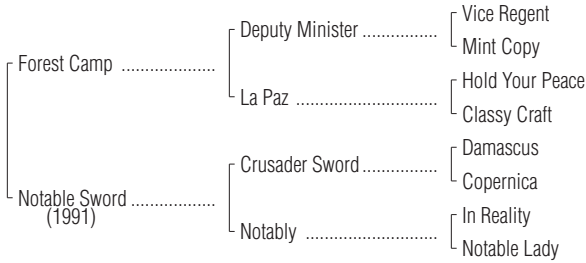 Vice Regent
Deputy Minister ................
Mint Copy
Forest Camp ....................
Hold Your Peace
La Paz ..............................
Classy Craft
Damascus
Crusader Sword ................
Copernica
Notable Sword ..................
(1991)
In Reality
Notably ............................
Notable Lady